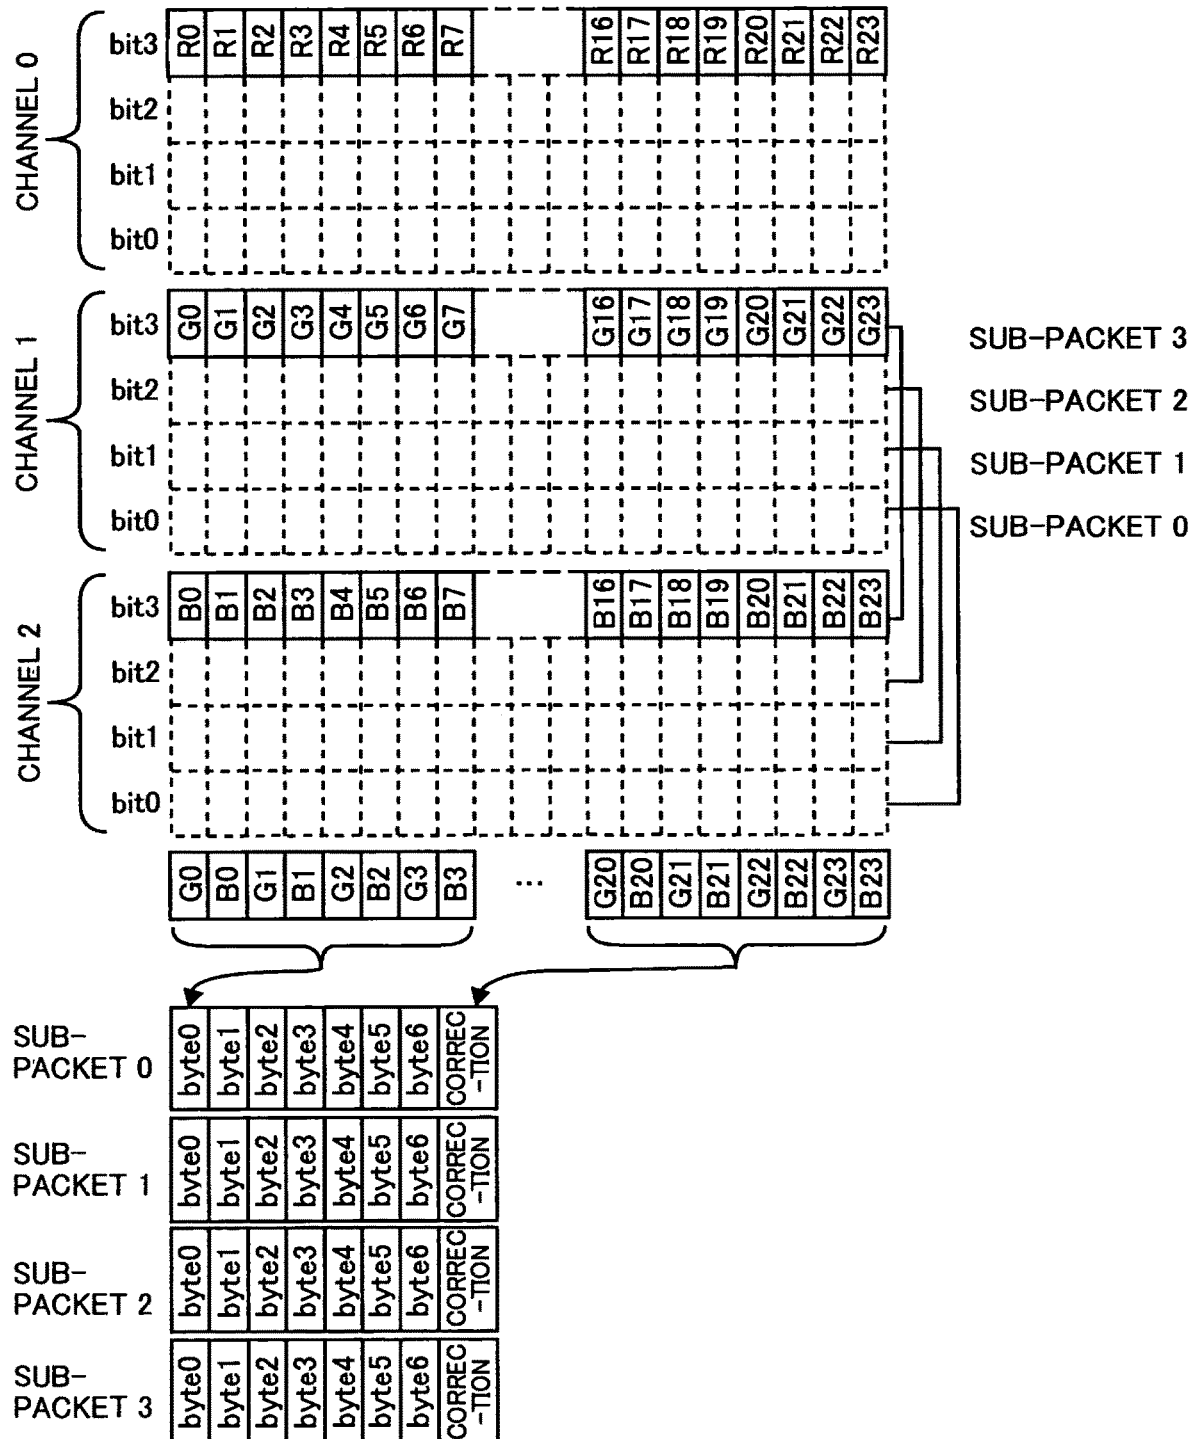 CHANNEL 0
bit3 R0 R1 R2 R3 R4 R5 R6 R7 R16 R17 R18 R19 R20 R21 R22 R23
bit2
bit1
bit0
CHANNEL 1
bit3 G0 G1 G2 G3 G4 G5 G6 G7 G16 G17 G18 G19 G20 G21 G22 G23
bit2
bit1
bit0
SUB-PACKET 3
SUB-PACKET 2
SUB-PACKET 1
SUB-PACKET 0
CHANNEL 2
bit3 B0 B1 B2 B3 B4 B5 B6 B7 B16 B17 B18 B19 B20 B21 B22 B23
bit2
bit1
bit0
G0 B0 G1 B1 G2 B2 G3 B3 ... G20 B20 G21 B21 G22 B22 G23 B23
SUB-
PACKET 0
byte0 byte1 byte2 byte3 byte4 byte5 byte6 CORREC
-TION
SUB-
PACKET 1
byte0 byte1 byte2 byte3 byte4 byte5 byte6 CORREC
-TION
SUB-
PACKET 2
byte0 byte1 byte2 byte3 byte4 byte5 byte6 CORREC
-TION
SUB-
PACKET 3
byte0 byte1 byte2 byte3 byte4 byte5 byte6 CORREC
-TION